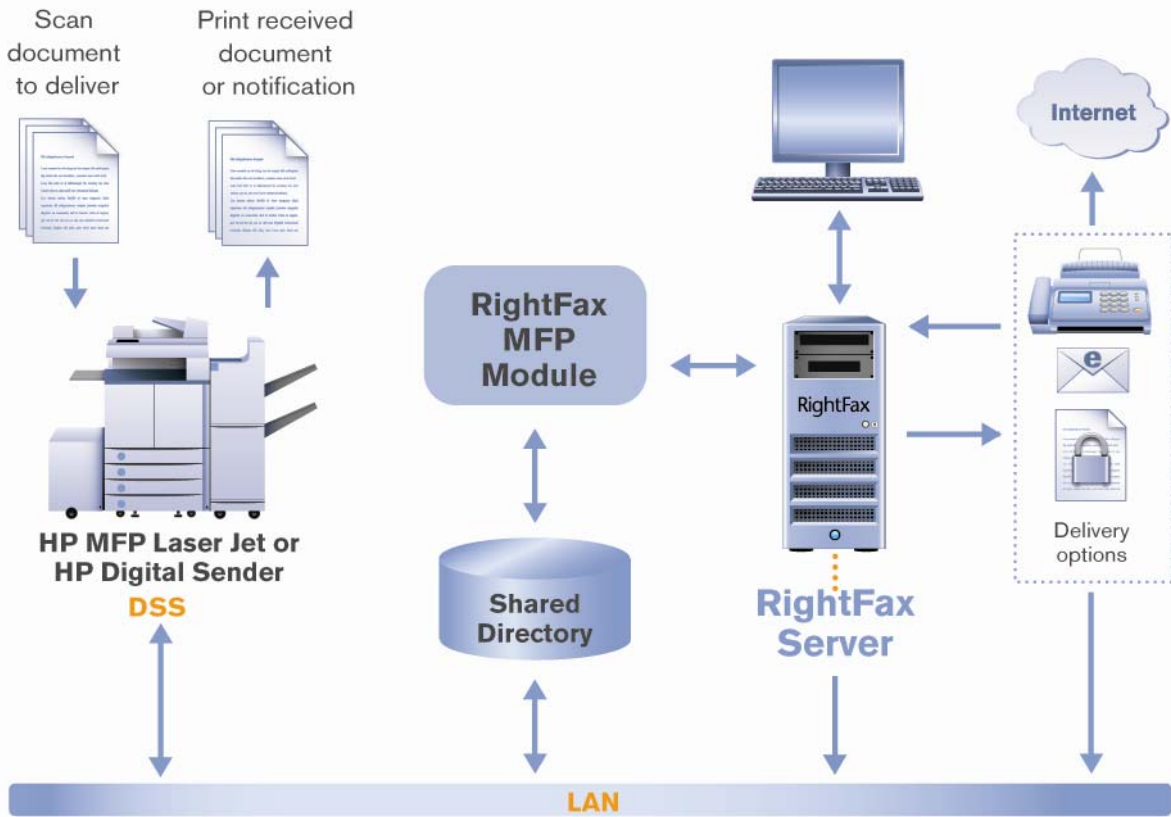 Scan
document
to deliver
Print received
document
or notification
Internet
RightFax
MFP
Module
RightFax
e
HP MFP Laser Jet or
HP Digital Sender
DSS
Shared
Directory
RightFax
Server
Delivery
options
LAN